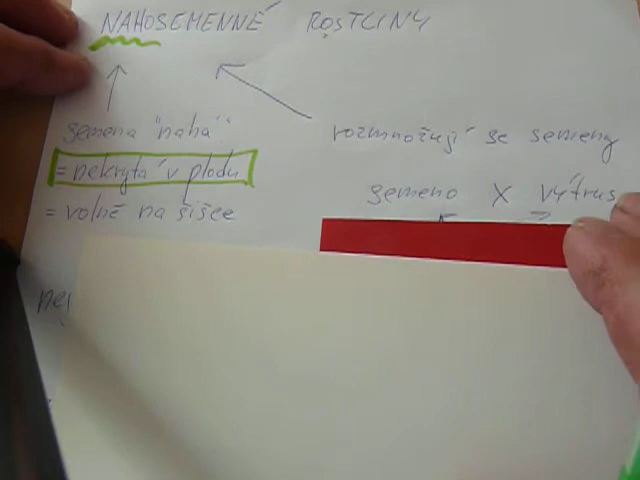 NAHOSEMENNÉ ROSTLINY
semena "nahá"
= nekrytá v plodu
= volně na šišce
rozmnožují se semeny
semeno X výtrus